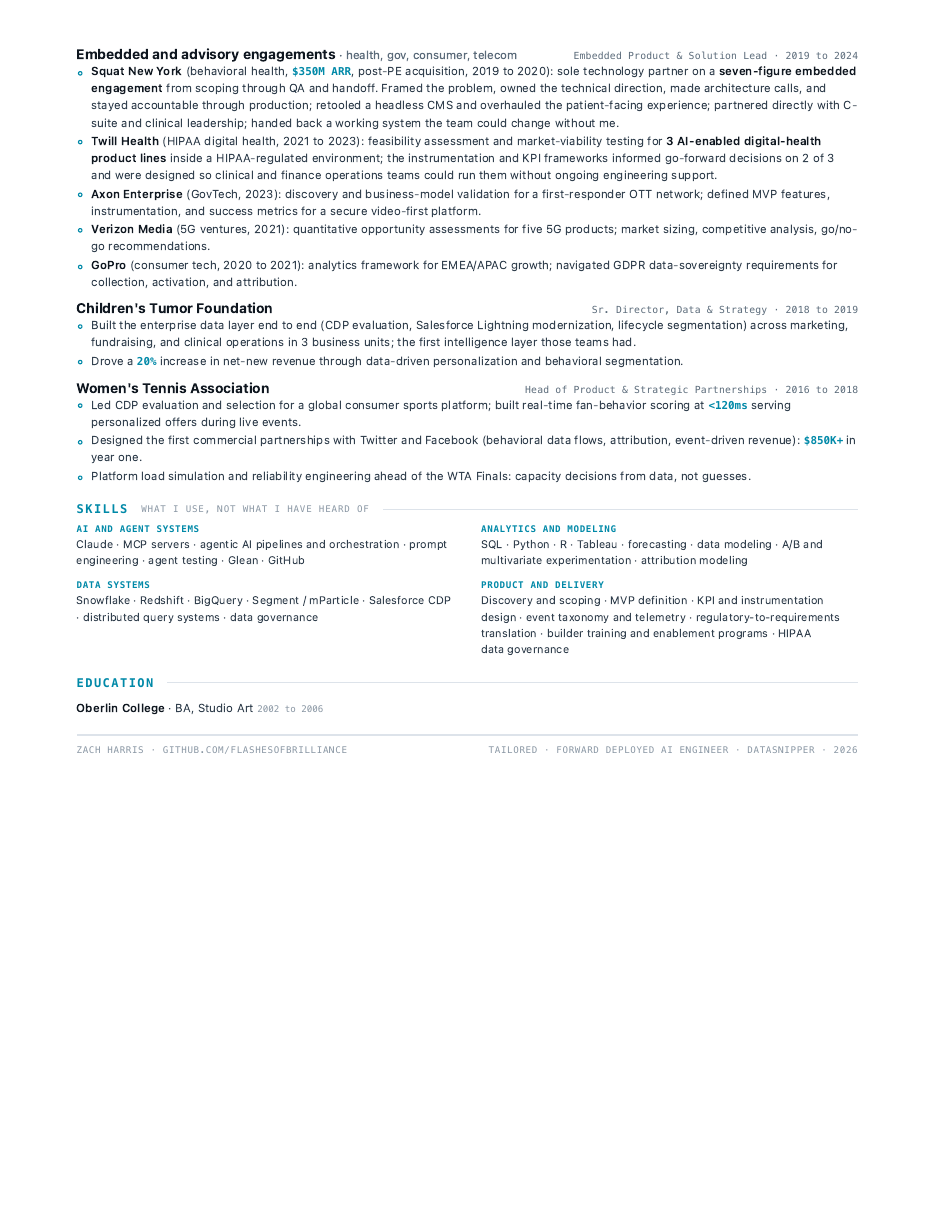 Embedded and advisory engagements · health, gov, consumer, telecom Embedded Product & Solution Lead · 2019 to 2024
Squat New York (behavioral health, $350M ARR, post-PE acquisition, 2019 to 2020): sole technology partner on a seven-figure embedded
engagement from scoping through QA and handoff. Framed the problem, owned the technical direction, made architecture calls, and
stayed accountable through production; retooled a headless CMS and overhauled the patient-facing experience; partnered directly with C-
suite and clinical leadership; handed back a working system the team could change without me.
Twill Health (HIPAA digital health, 2021 to 2023): feasibility assessment and market-viability testing for 3 AI-enabled digital-health
product lines inside a HIPAA-regulated environment; the instrumentation and KPI frameworks informed go-forward decisions on 2 of 3
and were designed so clinical and finance operations teams could run them without ongoing engineering support.
Axon Enterprise (GovTech, 2023): discovery and business-model validation for a first-responder OTT network; defined MVP features,
instrumentation, and success metrics for a secure video-first platform.
Verizon Media (5G ventures, 2021): quantitative opportunity assessments for five 5G products; market sizing, competitive analysis, go/no-
go recommendations.
GoPro (consumer tech, 2020 to 2021): analytics framework for EMEA/APAC growth; navigated GDPR data-sovereignty requirements for
collection, activation, and attribution.
Children's Tumor Foundation Sr. Director, Data & Strategy · 2018 to 2019
Built the enterprise data layer end to end (CDP evaluation, Salesforce Lightning modernization, lifecycle segmentation) across marketing,
fundraising, and clinical operations in 3 business units; the first intelligence layer those teams had.
Drove a 20% increase in net-new revenue through data-driven personalization and behavioral segmentation.
Women's Tennis Association Head of Product & Strategic Partnerships · 2016 to 2018
Led CDP evaluation and selection for a global consumer sports platform; built real-time fan-behavior scoring at <120ms serving
personalized offers during live events.
Designed the first commercial partnerships with Twitter and Facebook (behavioral data flows, attribution, event-driven revenue): $850K+ in
year one.
Platform load simulation and reliability engineering ahead of the WTA Finals: capacity decisions from data, not guesses.
SKILLS WHAT I USE, NOT WHAT I HAVE HEARD OF
AI AND AGENT SYSTEMS
Claude · MCP servers · agentic AI pipelines and orchestration · prompt
engineering · agent testing · Glean · GitHub
ANALYTICS AND MODELING
SQL · Python · R · Tableau · forecasting · data modeling · A/B and
multivariate experimentation · attribution modeling
DATA SYSTEMS
Snowflake · Redshift · BigQuery · Segment / mParticle · Salesforce CDP
· distributed query systems · data governance
PRODUCT AND DELIVERY
Discovery and scoping · MVP definition · KPI and instrumentation
design · event taxonomy and telemetry · regulatory-to-requirements
translation · builder training and enablement programs · HIPAA
data governance
EDUCATION
Oberlin College · BA, Studio Art 2002 to 2006
ZACH HARRIS · GITHUB.COM/FLASHESOFBRILLIANCE TAILORED · FORWARD DEPLOYED AI ENGINEER · DATASNIPPER · 2026